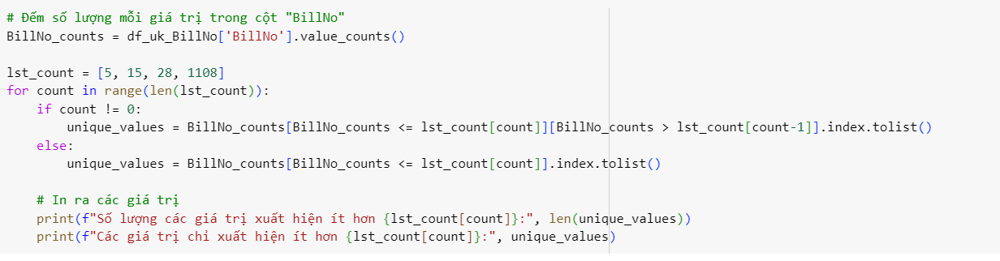 # Đếm số lượng mỗi giá trị trong cột "BillNo"
BillNo_counts = df_uk_BillNo['BillNo'].value_counts()

lst_count = [5, 15, 28, 1108]
for count in range(len(lst_count)):
    if count != 0:
        unique_values = BillNo_counts[BillNo_counts <= lst_count[count]][BillNo_counts > lst_count[count-1]].index.tolist()
    else:
        unique_values = BillNo_counts[BillNo_counts <= lst_count[count]].index.tolist()

    # In ra các giá trị
    print(f"Số lượng các giá trị xuất hiện ít hơn {lst_count[count]}:", len(unique_values))
    print(f"Các giá trị chỉ xuất hiện ít hơn {lst_count[count]}:", unique_values)